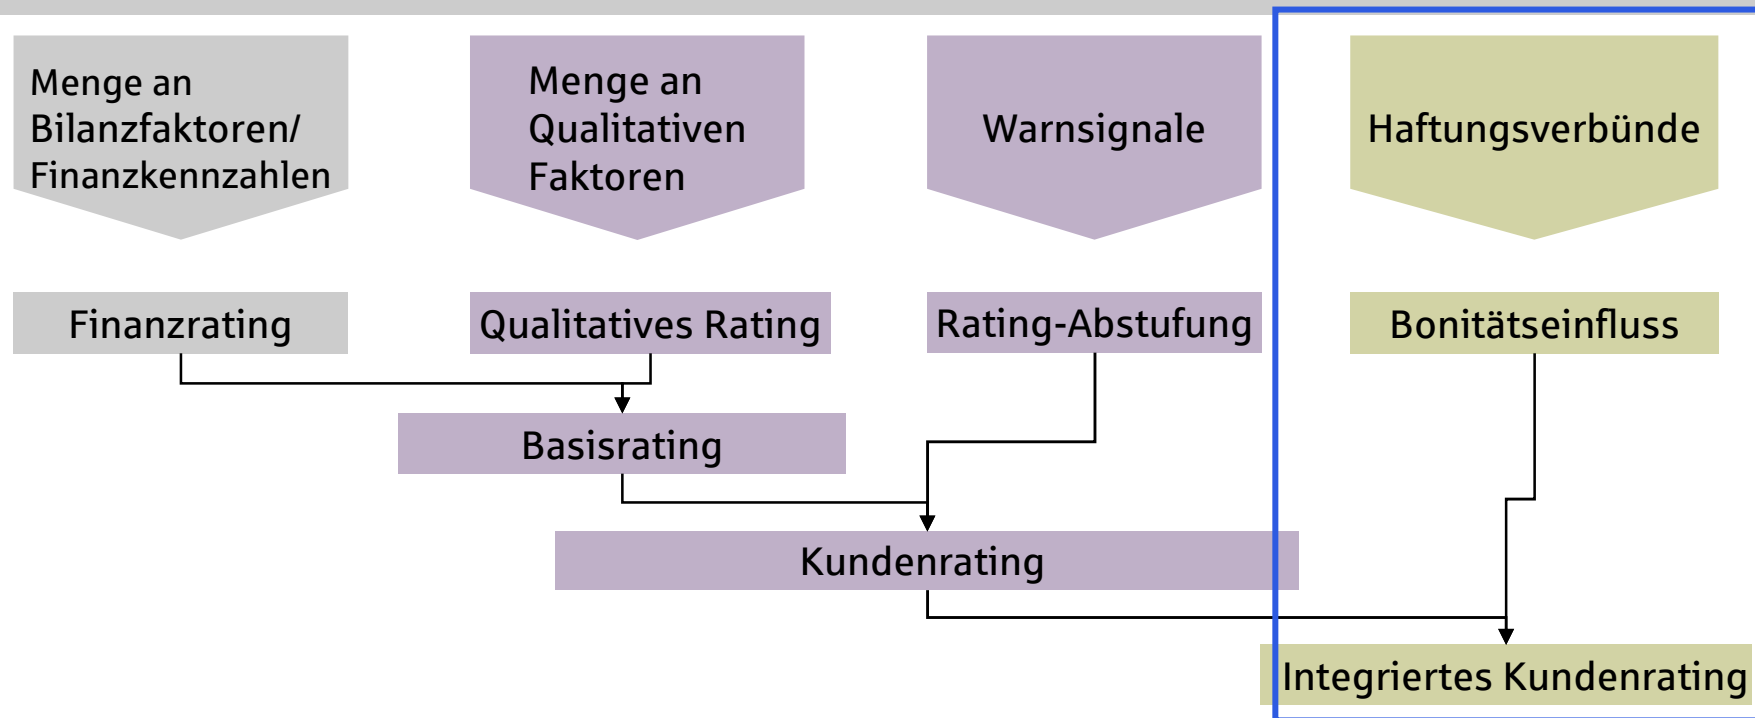 Menge an
Bilanzfaktoren/
Finanzkennzahlen
Menge an
Qualitativen
Faktoren
Warnsignale
Haftungsverbünde
Finanzrating
Qualitatives Rating
Rating-Abstufung
Bonitätseinfluss
Basisrating
Kundenrating
Integriertes Kundenrating